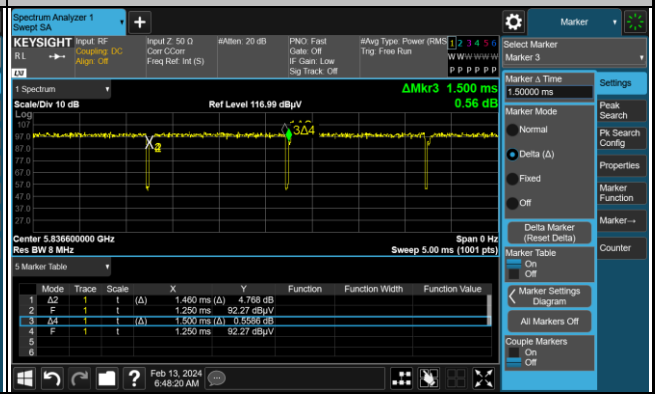 Spectrum Analyzer 1
Swept SA
Marker
KEYSIGHT
RL
LXI
Input: RF
Coupling: DC
Align: Off
Input Z: 50 Ω
Corr CCorr
Freq Ref: Int (S)
#Atten: 20 dB
PNO: Fast
Gate: Off
IF Gain: Low
Sig Track: Off
#Avg Type: Power (RMS
Trig: Free Run
1 2 3 4 5 6
W W W W W W
P P P P P P
Select Marker
Marker 3
1 Spectrum
ΔMkr3 1.500 ms
0.56 dB
Scale/Div 10 dB
Ref Level 116.99 dBµV
Log
107
97.0
87.0
77.0
67.0
57.0
47.0
37.0
27.0
X
3Δ4
Center 5.836600000 GHz
Res BW 8 MHz
Span 0 Hz
Sweep 5.00 ms (1001 pts)
5 Marker Table
Mode Trace Scale X Y Function Function Width Function Value
1 Δ2 1 t (Δ) 1.460 ms (Δ) 4.768 dB
2 F 1 t 1.250 ms 92.27 dBµV
3 Δ4 1 t (Δ) 1.500 ms (Δ) 0.5586 dB
4 F 1 t 1.250 ms 92.27 dBµV
5
6
Marker Δ Time
1.50000 ms
Marker Mode
Normal
Delta (Δ)
Fixed
Off
Delta Marker
(Reset Delta)
Marker Table
On
Off
Marker Settings
Diagram
All Markers Off
Couple Markers
On
Off
Settings
Peak
Search
Pk Search
Config
Properties
Marker
Function
Marker→
Counter
?
Feb 13, 2024
6:48:20 AM